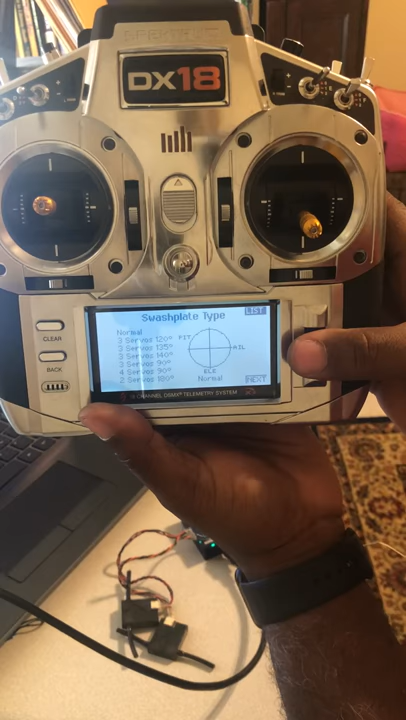 SPEKTRUM
DX18
CLEAR
BACK
Swashplate Type
LIST
Normal
3 Servos 120°
3 Servos 135°
3 Servos 140°
3 Servos 90°
4 Servos 90°
2 Servos 180°
PIT
AIL
ELE
Normal
NEXT
18 CHANNEL DSMX® TELEMETRY SYSTEM